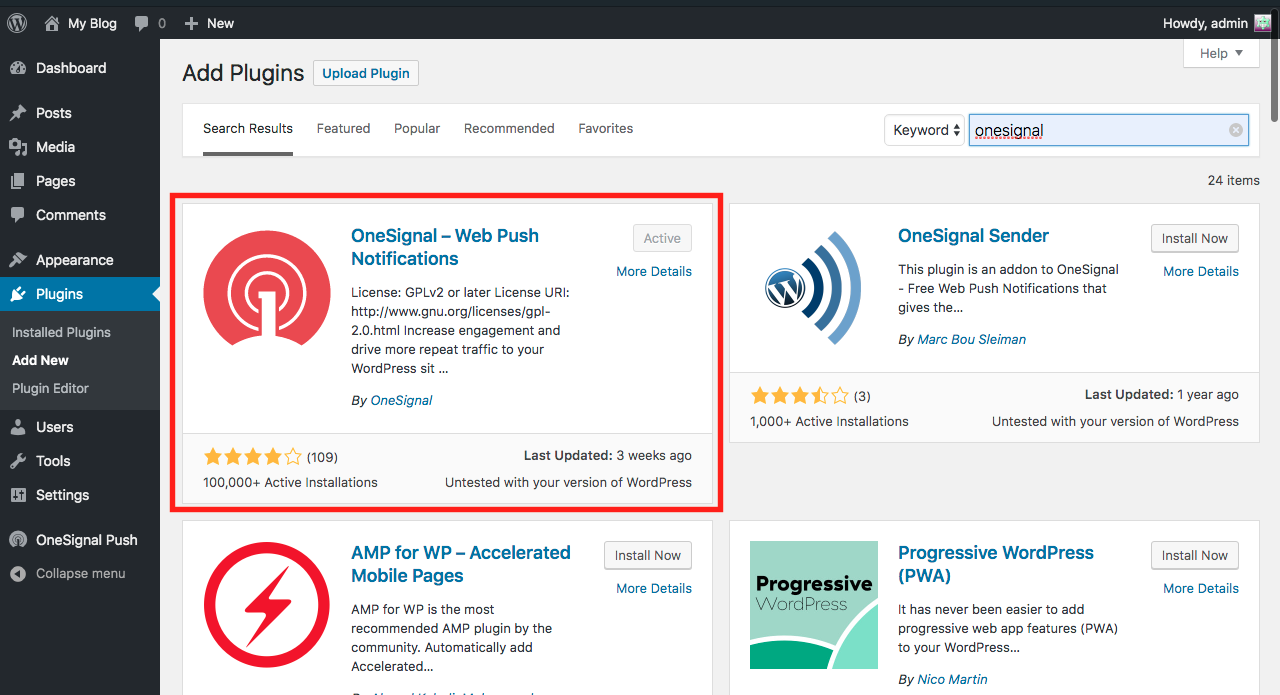 My Blog
0
New
Howdy, admin
Dashboard
Posts
Media
Pages
Comments
Appearance
Plugins
Installed Plugins
Add New
Plugin Editor
Users
Tools
Settings
OneSignal Push
Collapse menu
Help
Add Plugins
Upload Plugin
Search Results
Featured
Popular
Recommended
Favorites
Keyword
onesignal
24 items
OneSignal – Web Push
Notifications
Active
More Details
License: GPLv2 or later License URI:
http://www.gnu.org/licenses/gpl-
2.0.html Increase engagement and
drive more repeat traffic to your
WordPress sit ...
By OneSignal
(109)
Last Updated: 3 weeks ago
100,000+ Active Installations
Untested with your version of WordPress
OneSignal Sender
Install Now
More Details
This plugin is an addon to OneSignal
- Free Web Push Notifications that
gives the...
By Marc Bou Sleiman
(3)
Last Updated: 1 year ago
1,000+ Active Installations
Untested with your version of WordPress
AMP for WP – Accelerated
Mobile Pages
Install Now
More Details
AMP for WP is the most
recommended AMP plugin by the
community. Automatically add
Accelerated...
Progressive
WordPress
Progressive WordPress
(PWA)
Install Now
More Details
It has never been easier to add
progressive web app features (PWA)
to your WordPress...
By Nico Martin